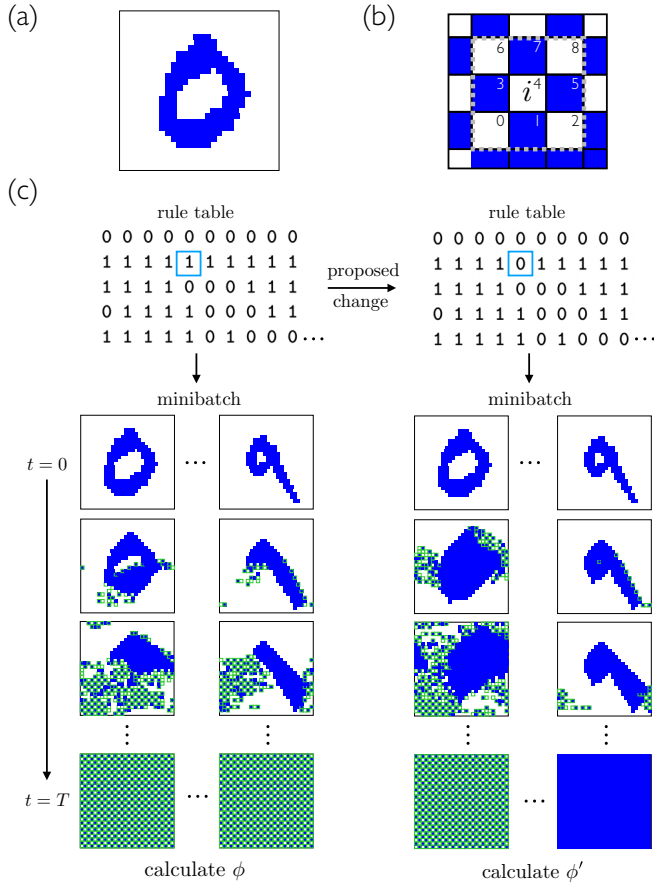 (a)
(b)
6 7 8
3 i 4 5
0 1 2
(c)
rule table
0 0 0 0 0 0 0 0 0 0
1 1 1 1 1 1 1 1 1 1
1 1 1 1 0 0 0 1 1 1
0 1 1 1 1 1 1 1 1 1
1 1 1 1 1 0 1 0 0 0 ···
proposed
change
rule table
0 0 0 0 0 0 0 0 0 0
1 1 1 1 0 1 1 1 1 1
1 1 1 1 0 0 0 1 1 1
0 1 1 1 1 1 1 1 1 1
1 1 1 1 1 0 1 0 0 0 ···
minibatch
minibatch
t = 0
···
···
t = T
···
···
calculate ϕ
calculate ϕ′